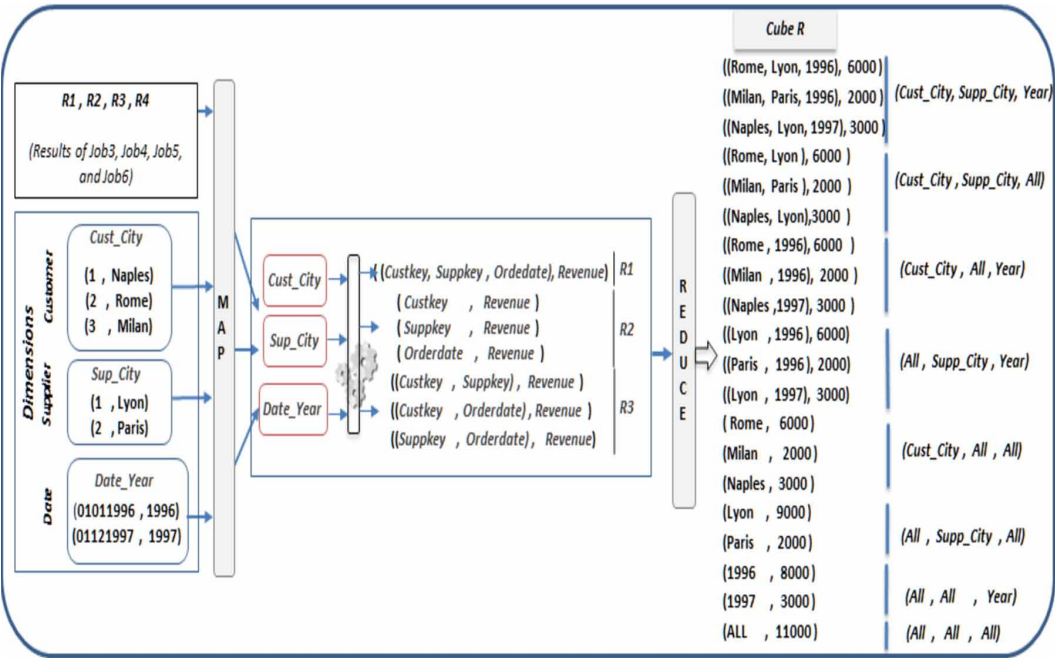 R1 , R2 , R3 , R4
(Results of Job3, Job4, Job5,
and Job6)
Dimensions
Customer
Cust_City
(1 , Naples)
(2 , Rome)
(3 , Milan)
Supplier
Sup_City
(1 , Lyon)
(2 , Paris)
Date
Date_Year
(01011996 , 1996)
(01121997 , 1997)
MAP
Cust_City
Sup_City
Date_Year
((Custkey, Suppkey , Ordedate), Revenue) R1
( Custkey , Revenue )
( Suppkey , Revenue ) R2
( Orderdate , Revenue )
((Custkey , Suppkey) , Revenue )
((Custkey , Orderdate) , Revenue ) R3
((Suppkey , Orderdate) , Revenue)
REDUCE
Cube R
((Rome, Lyon, 1996), 6000 )
((Milan, Paris, 1996), 2000 ) (Cust_City, Supp_City, Year)
((Naples, Lyon, 1997), 3000 )
((Rome, Lyon ), 6000 )
((Milan, Paris ), 2000 ) (Cust_City , Supp_City, All)
((Naples, Lyon),3000 )
((Rome , 1996), 6000 )
((Milan , 1996), 2000 ) (Cust_City , All , Year)
((Naples ,1997), 3000 )
((Lyon , 1996), 6000)
((Paris , 1996), 2000) (All , Supp_City , Year)
((Lyon , 1997), 3000)
( Rome , 6000)
(Milan , 2000) (Cust_City , All , All)
(Naples , 3000)
(Lyon , 9000)
(Paris , 2000) (All , Supp_City , All)
(1996 , 8000)
(1997 , 3000) (All , All , Year)
(ALL , 11000) (All , All , All)